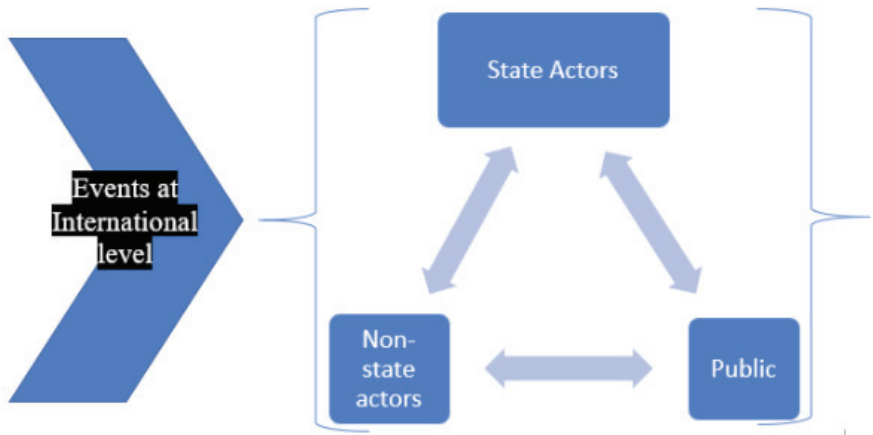 State Actors
Events at
International
level
Non-
state
actors
Public